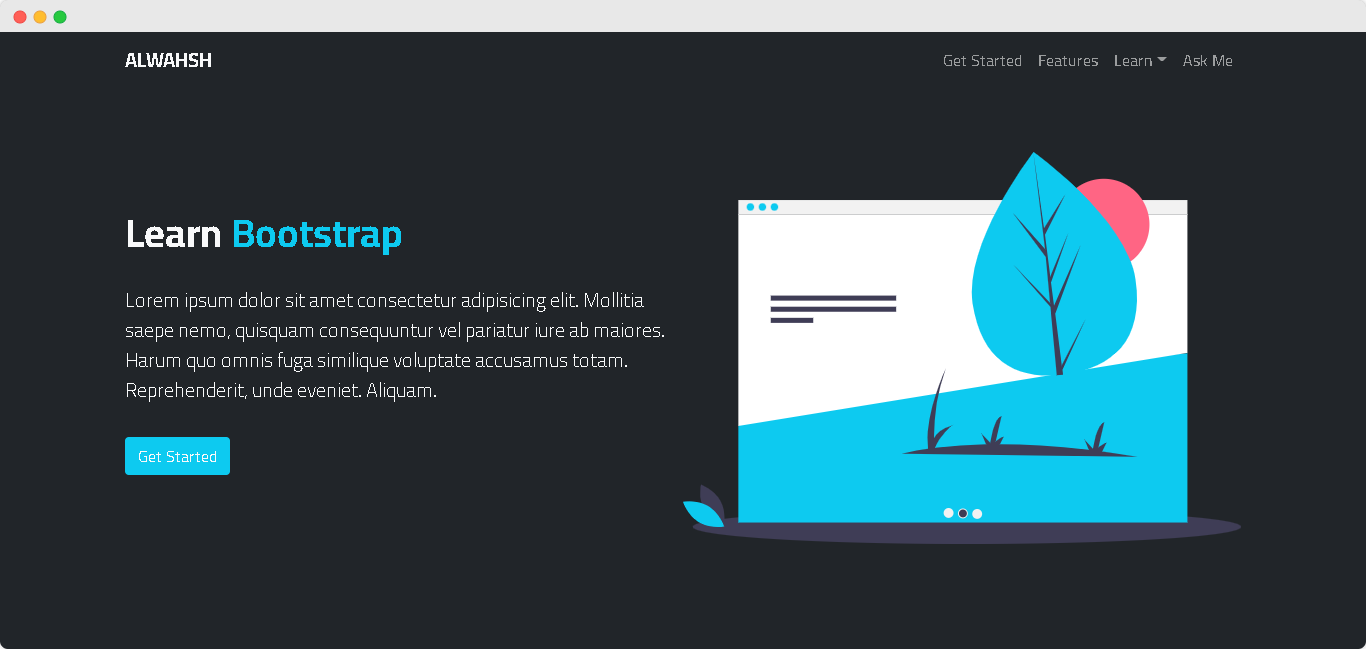 ALWAHSH
Get Started Features Learn Ask Me
Learn Bootstrap
Lorem ipsum dolor sit amet consectetur adipisicing elit. Mollitia
saepe nemo, quisquam consequuntur vel pariatur iure ab maiores.
Harum quo omnis fuga similique voluptate accusamus totam.
Reprehenderit, unde eveniet. Aliquam.
Get Started